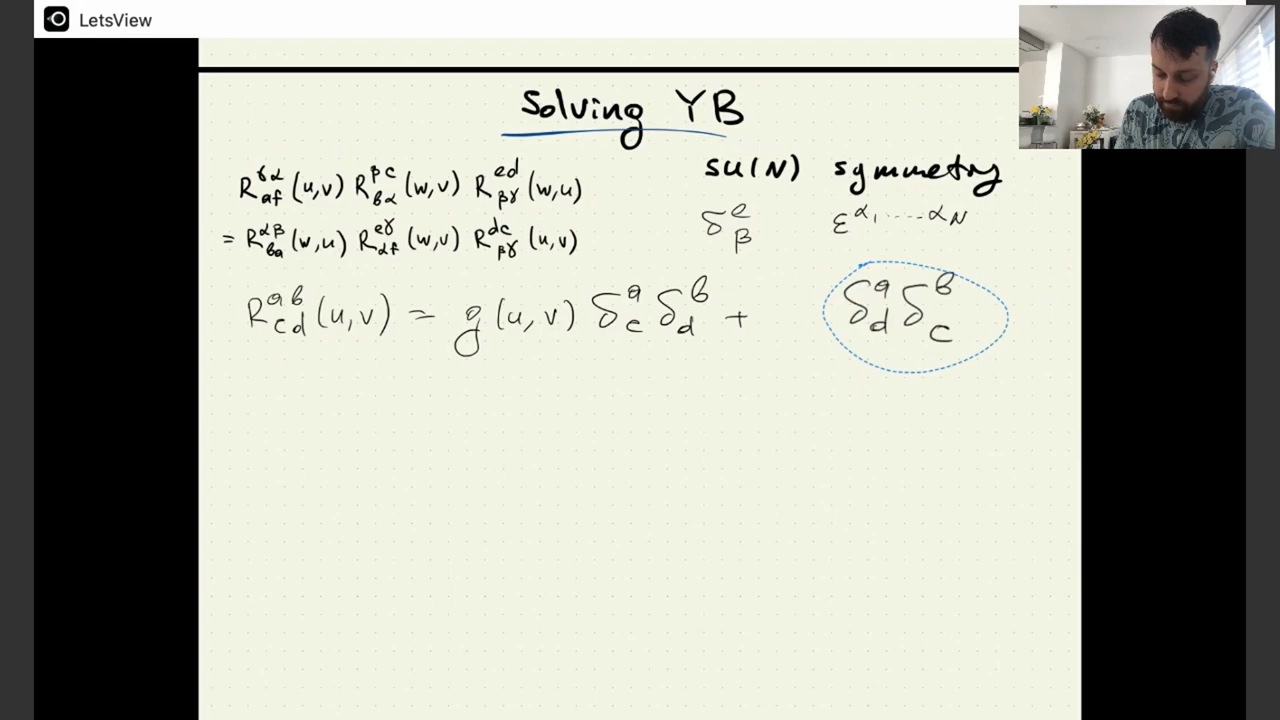 LetsView
Solving YB
R^{γα}_{af}(u,v) R^{βc}_{bα}(w,v) R^{ed}_{βγ}(w,u)
= R^{αβ}_{ba}(w,u) R^{eγ}_{αf}(w,v) R^{dc}_{βγ}(u,v)
su(N) symmetry
δ^e_β ε^{α_1.....α_N}
R^{ab}_{cd}(u,v) = g(u,v) δ^a_c δ^b_d + δ^a_d δ^b_c